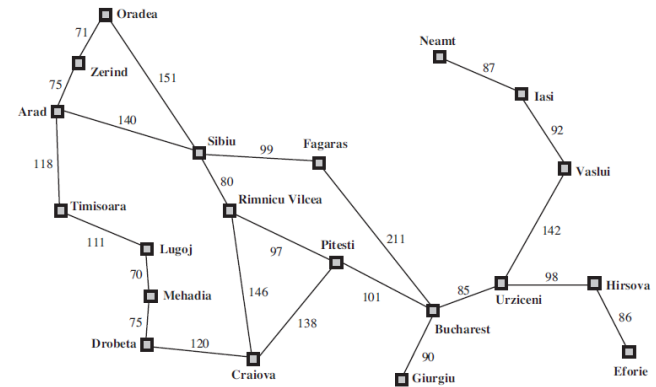 Oradea
71
Neamt
87
Zerind
151
75
Iasi
Arad
140
92
Sibiu
99
Fagaras
118
Vaslui
80
Rimnicu Vilcea
Timisoara
211
142
111
Lugoj
97
Pitesti
70
98
Hirsova
146
85
Mehadia
101
Urziceni
86
75
138
Bucharest
120
90
Drobeta
Eforie
Craiova
Giurgiu